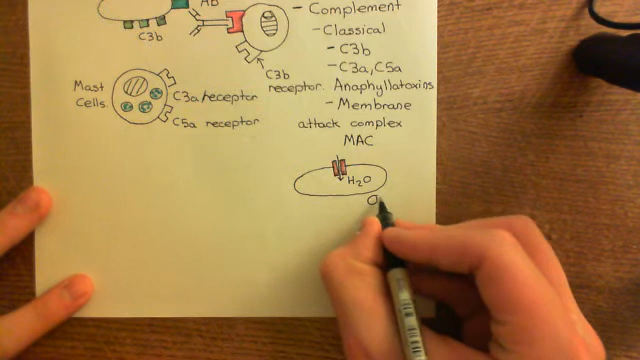 AB
C3b
C3b
receptor
Mast
Cells
C3a receptor
C5a receptor
- Complement
- Classical
- C3b
- C3a, C5a
Anaphyllatoxins
- Membrane
attack complex
MAC
H2O
O